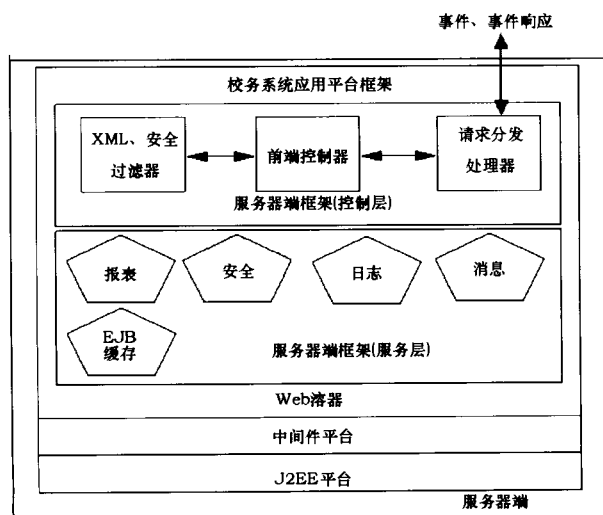 事件、事件响应
校务系统应用平台框架
XML、安全
过滤器
前端控制器
请求分发
处理器
服务器端框架(控制层)
报表
安全
日志
消息
EJB
缓存
服务器端框架(服务层)
Web溶器
中间件平台
J2EE平台
服务器端